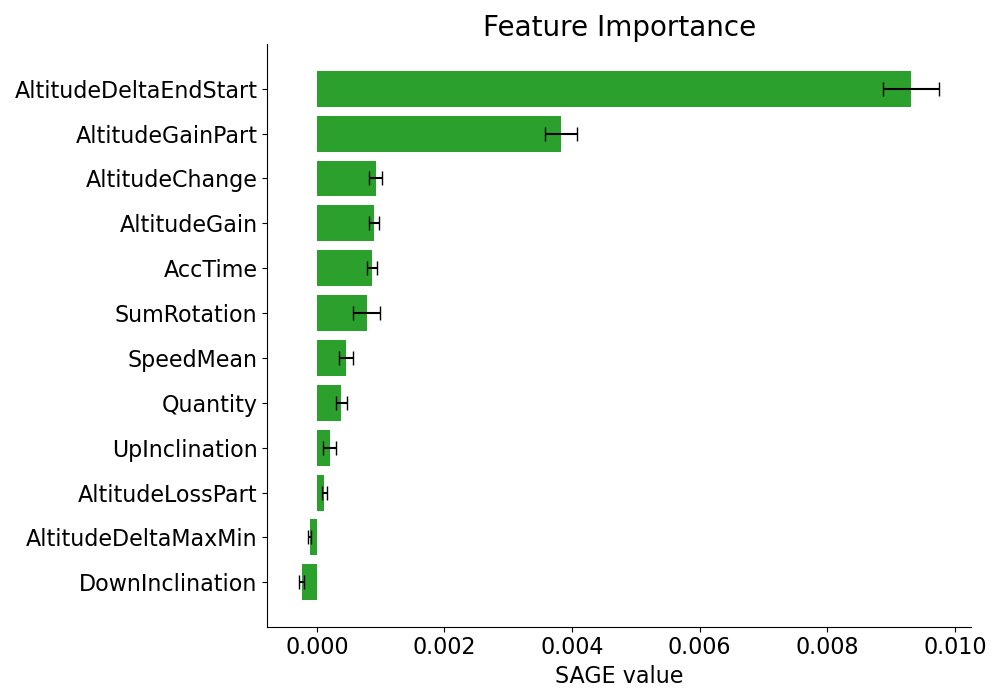 Feature Importance
AltitudeDeltaEndStart
AltitudeGainPart
AltitudeChange
AltitudeGain
AccTime
SumRotation
SpeedMean
Quantity
UpInclination
AltitudeLossPart
AltitudeDeltaMaxMin
DownInclination
0.000 0.002 0.004 0.006 0.008 0.010
SAGE value